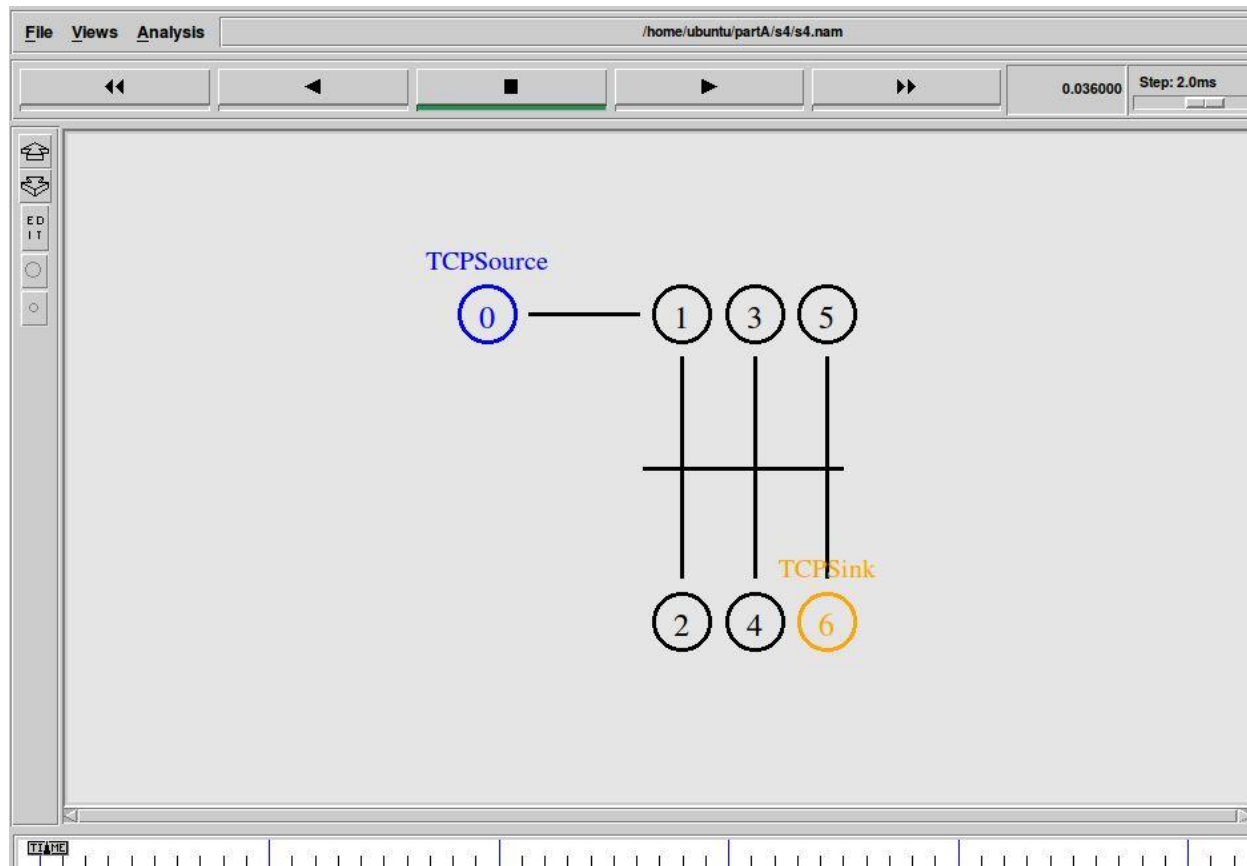 File Views Analysis /home/ubuntu/partA/s4/s4.nam
0.036000 Step: 2.0ms
E D
I T
TCPSource
0 1 3 5
TCPSink
2 4 6
TIME